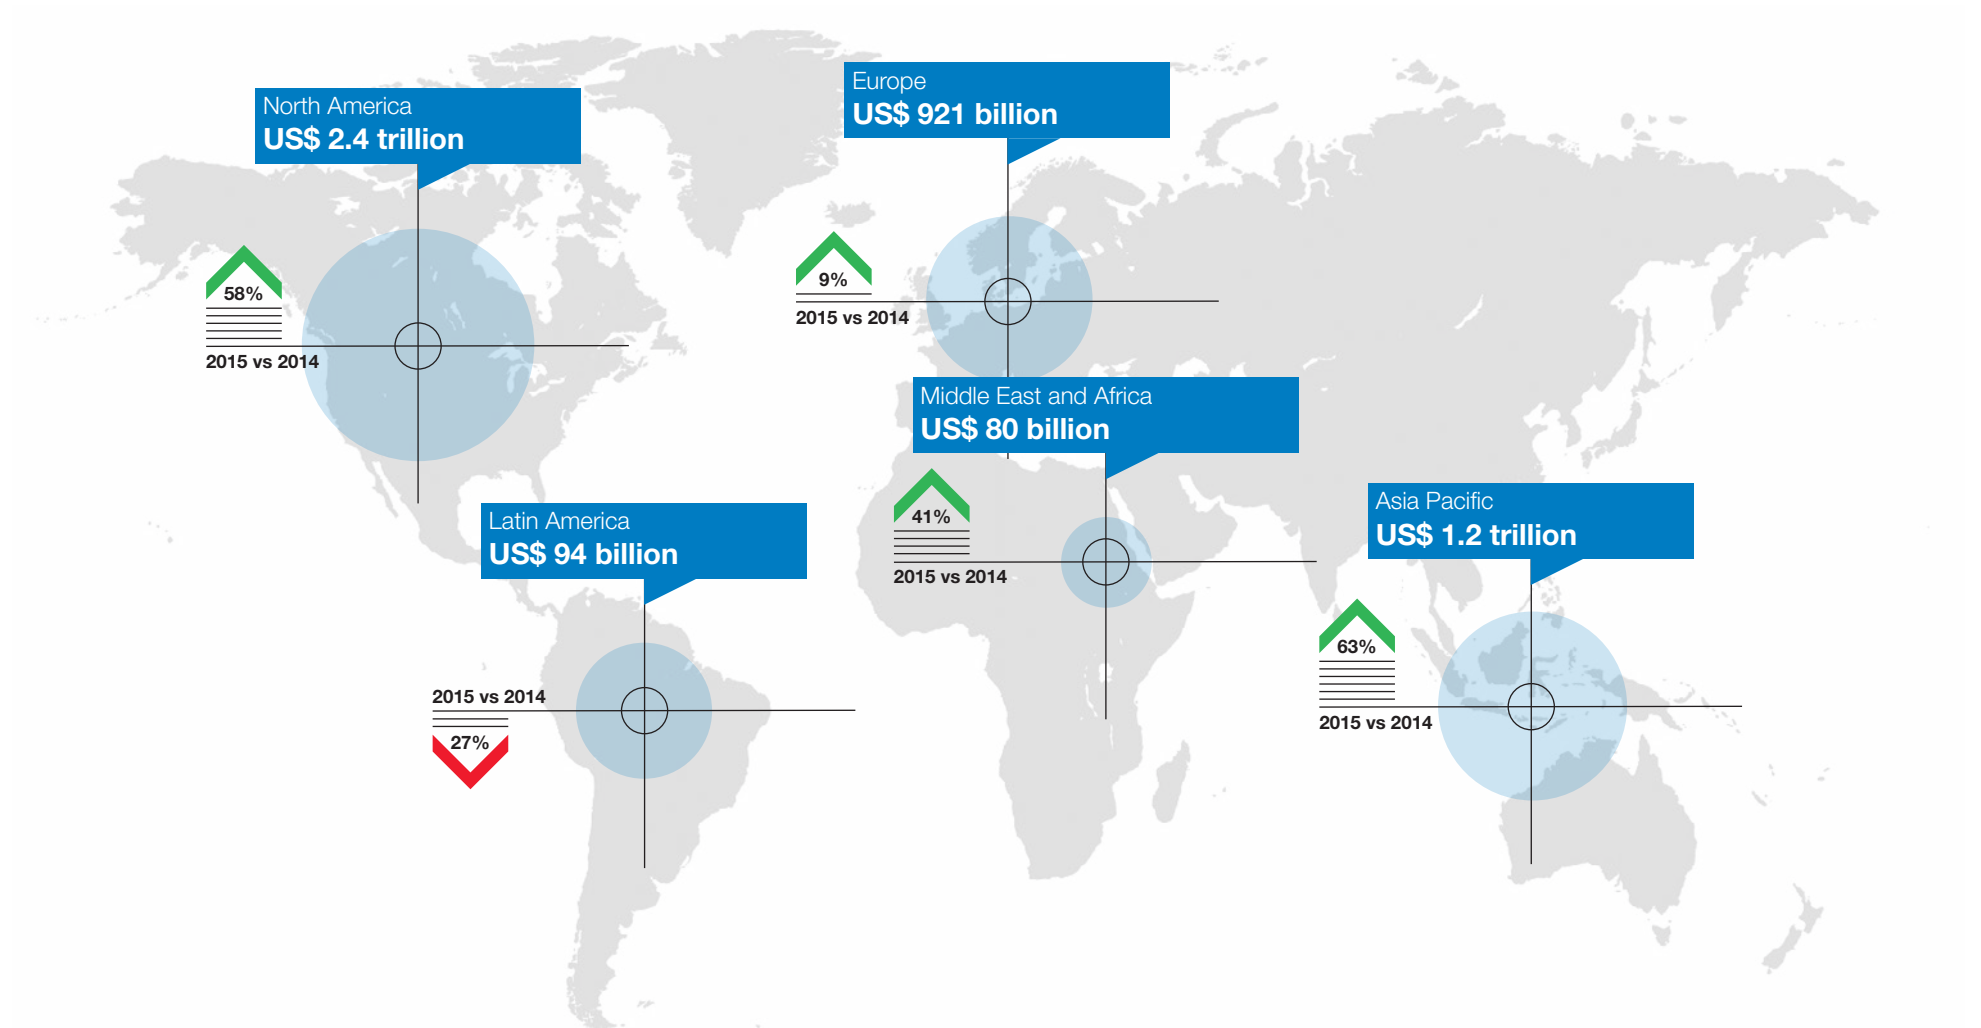 North America
US$ 2.4 trillion
58%
2015 vs 2014
Europe
US$ 921 billion
9%
2015 vs 2014
Middle East and Africa
US$ 80 billion
41%
2015 vs 2014
Latin America
US$ 94 billion
2015 vs 2014
27%
Asia Pacific
US$ 1.2 trillion
63%
2015 vs 2014